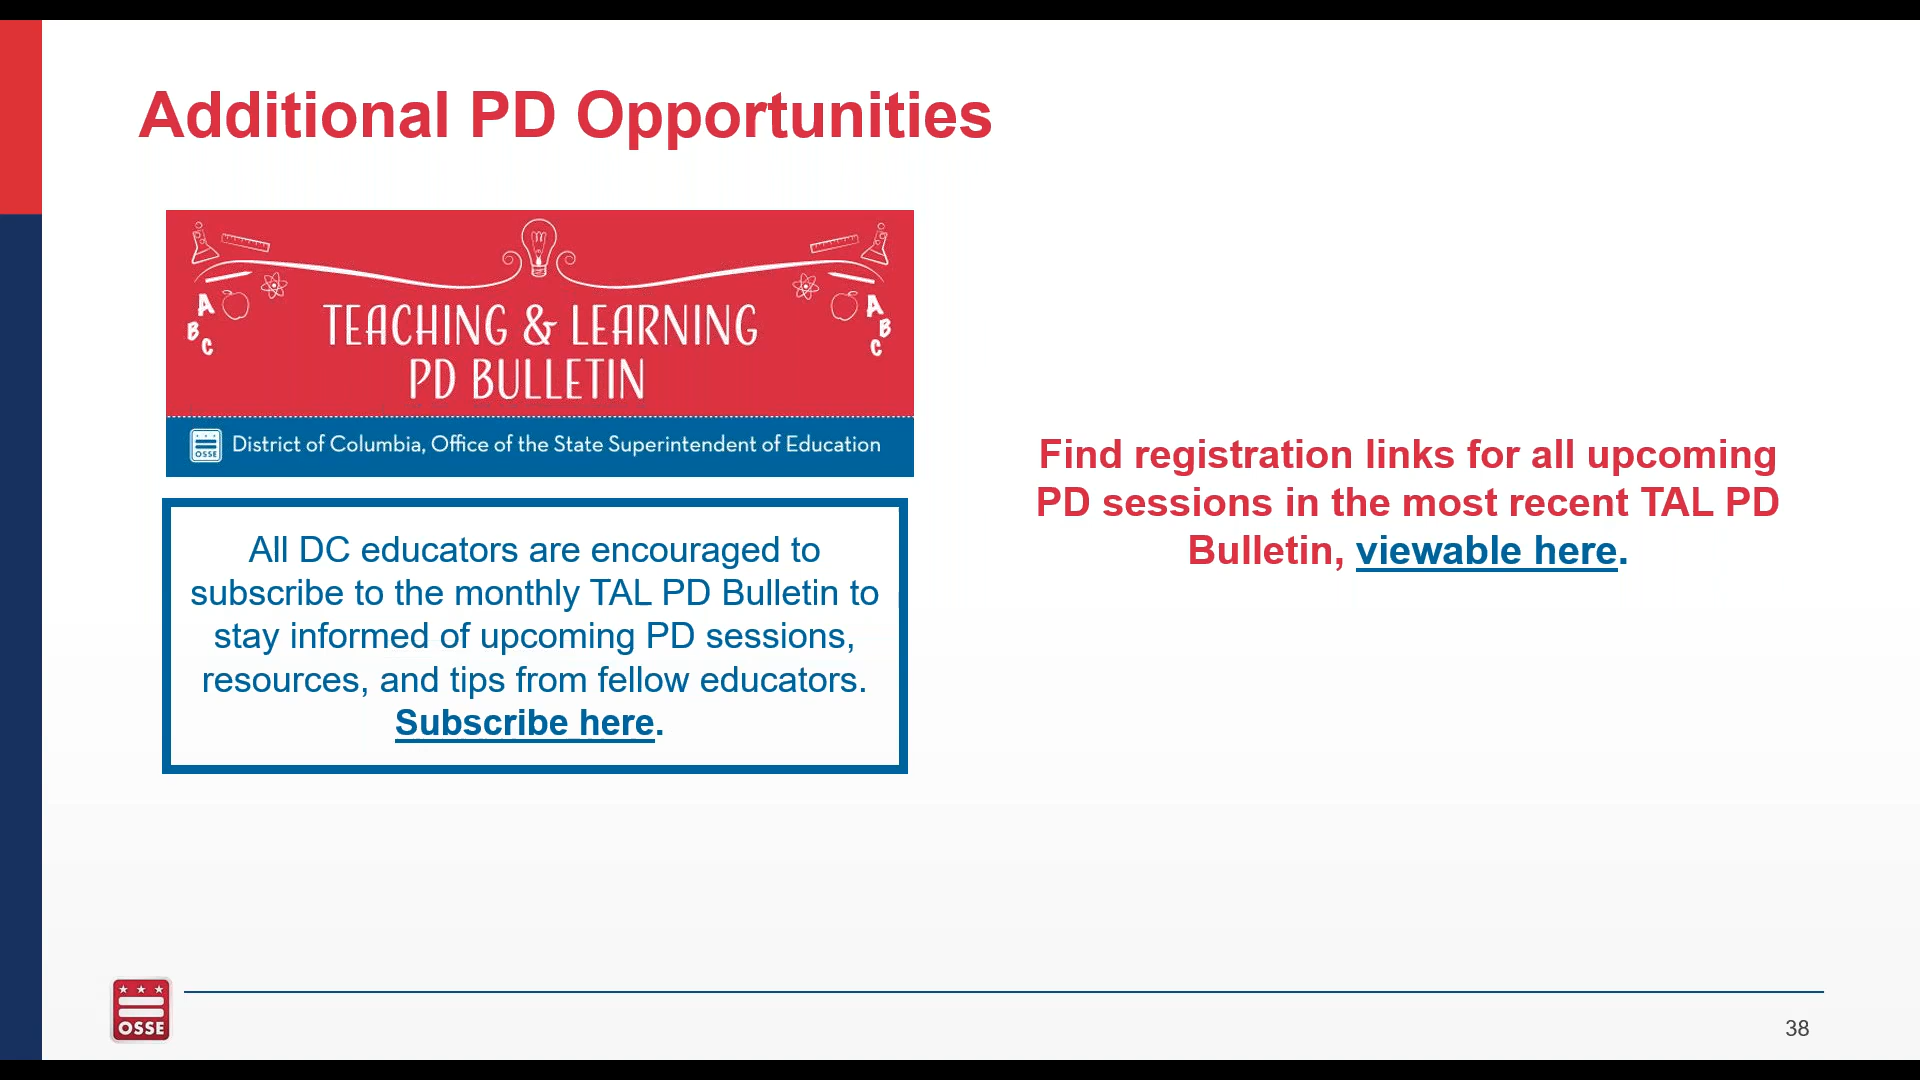 Additional PD Opportunities
A
B
C
A
B
C
TEACHING & LEARNING
PD BULLETIN
OSSE
District of Columbia, Office of the State Superintendent of Education
All DC educators are encouraged to
subscribe to the monthly TAL PD Bulletin to
stay informed of upcoming PD sessions,
resources, and tips from fellow educators.
Subscribe here.
Find registration links for all upcoming
PD sessions in the most recent TAL PD
Bulletin, viewable here.
OSSE
38